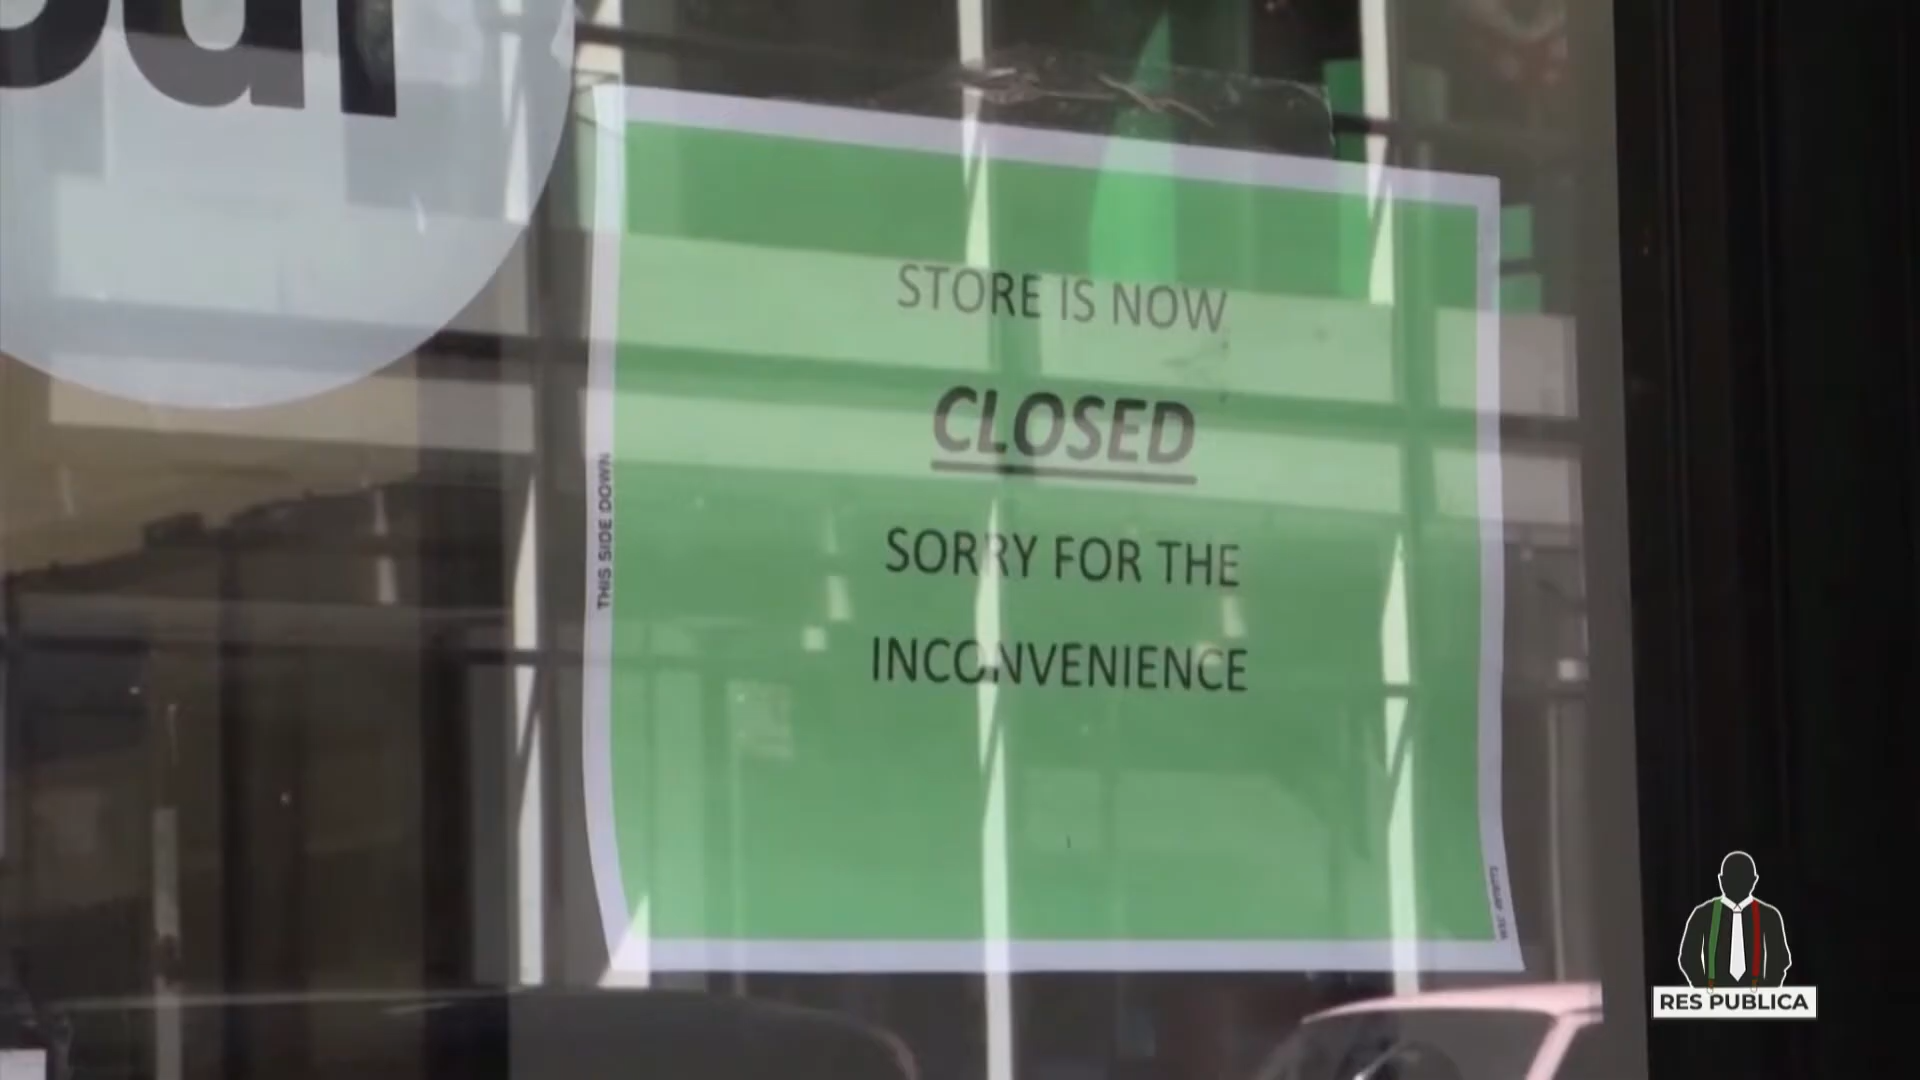 STORE IS NOW
CLOSED
SORRY FOR THE
INCONVENIENCE
THIS SIDE DOWN
RES PUBLICA